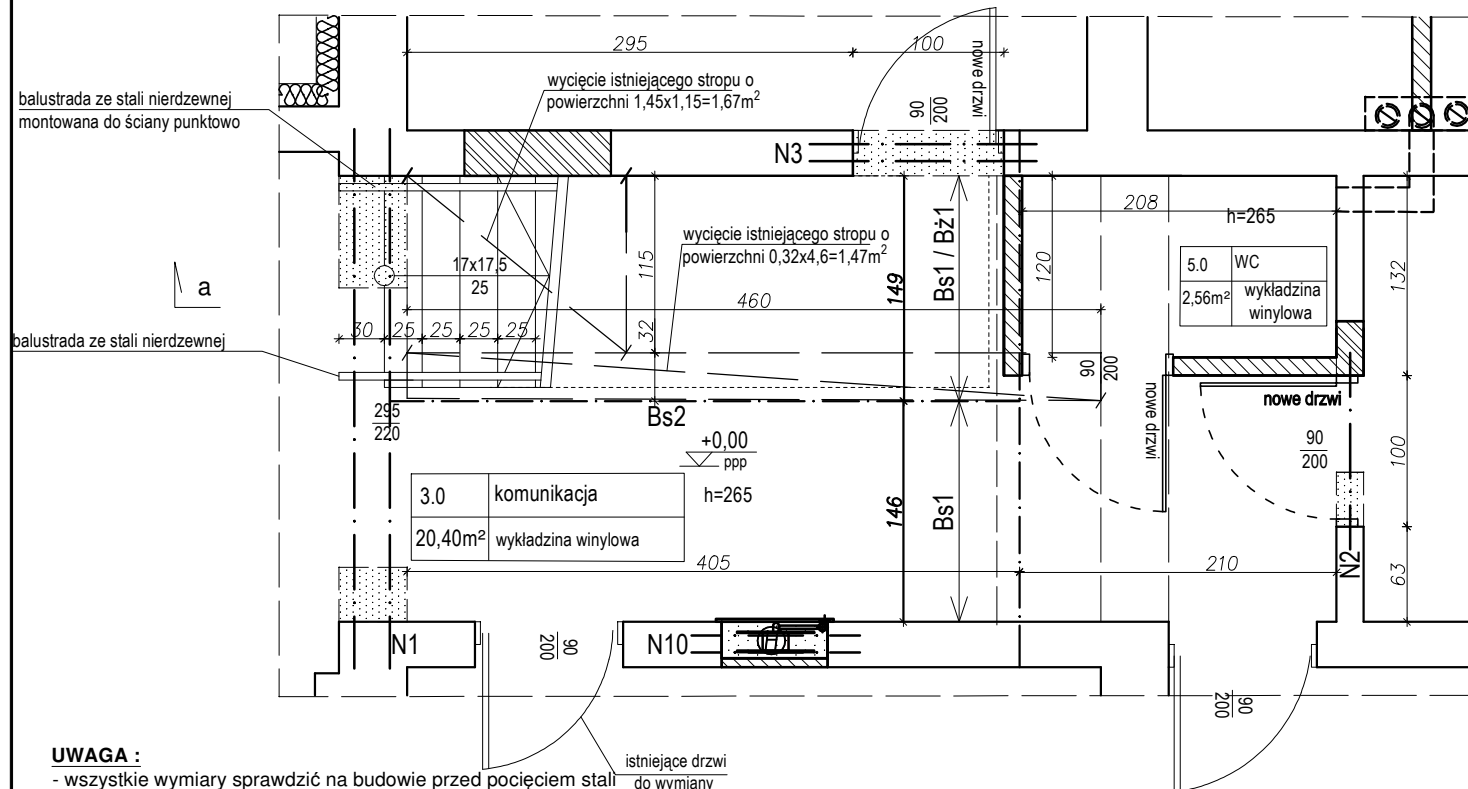 295
100
nowe drzwi
90
200
wycięcie istniejącego stropu o
powierzchni 1,45x1,15=1,67m²
balustrada ze stali nierdzewnej
montowana do ściany punktowo
N3
208
h=265
5.0 WC
2,56m² wykładzina
winylowa
132
120
Bs1 / Bż1
149
wycięcie istniejącego stropu o
powierzchni 0,32x4,6=1,47m²
115
17x17,5
25
a
460
32
30 25 25 25 25
balustrada ze stali nierdzewnej
90
200
nowe drzwi
nowe drzwi
295
220
Bs2
+0,00
ppp
h=265
90
200
100
3.0 komunikacja
20,40m² wykładzina winylowa
146
Bs1
405
210
N2
63
N1
90
200
N10
H
90
200
UWAGA :
- wszystkie wymiary sprawdzić na budowie przed pocięciem stali
istniejące drzwi
do wymiany